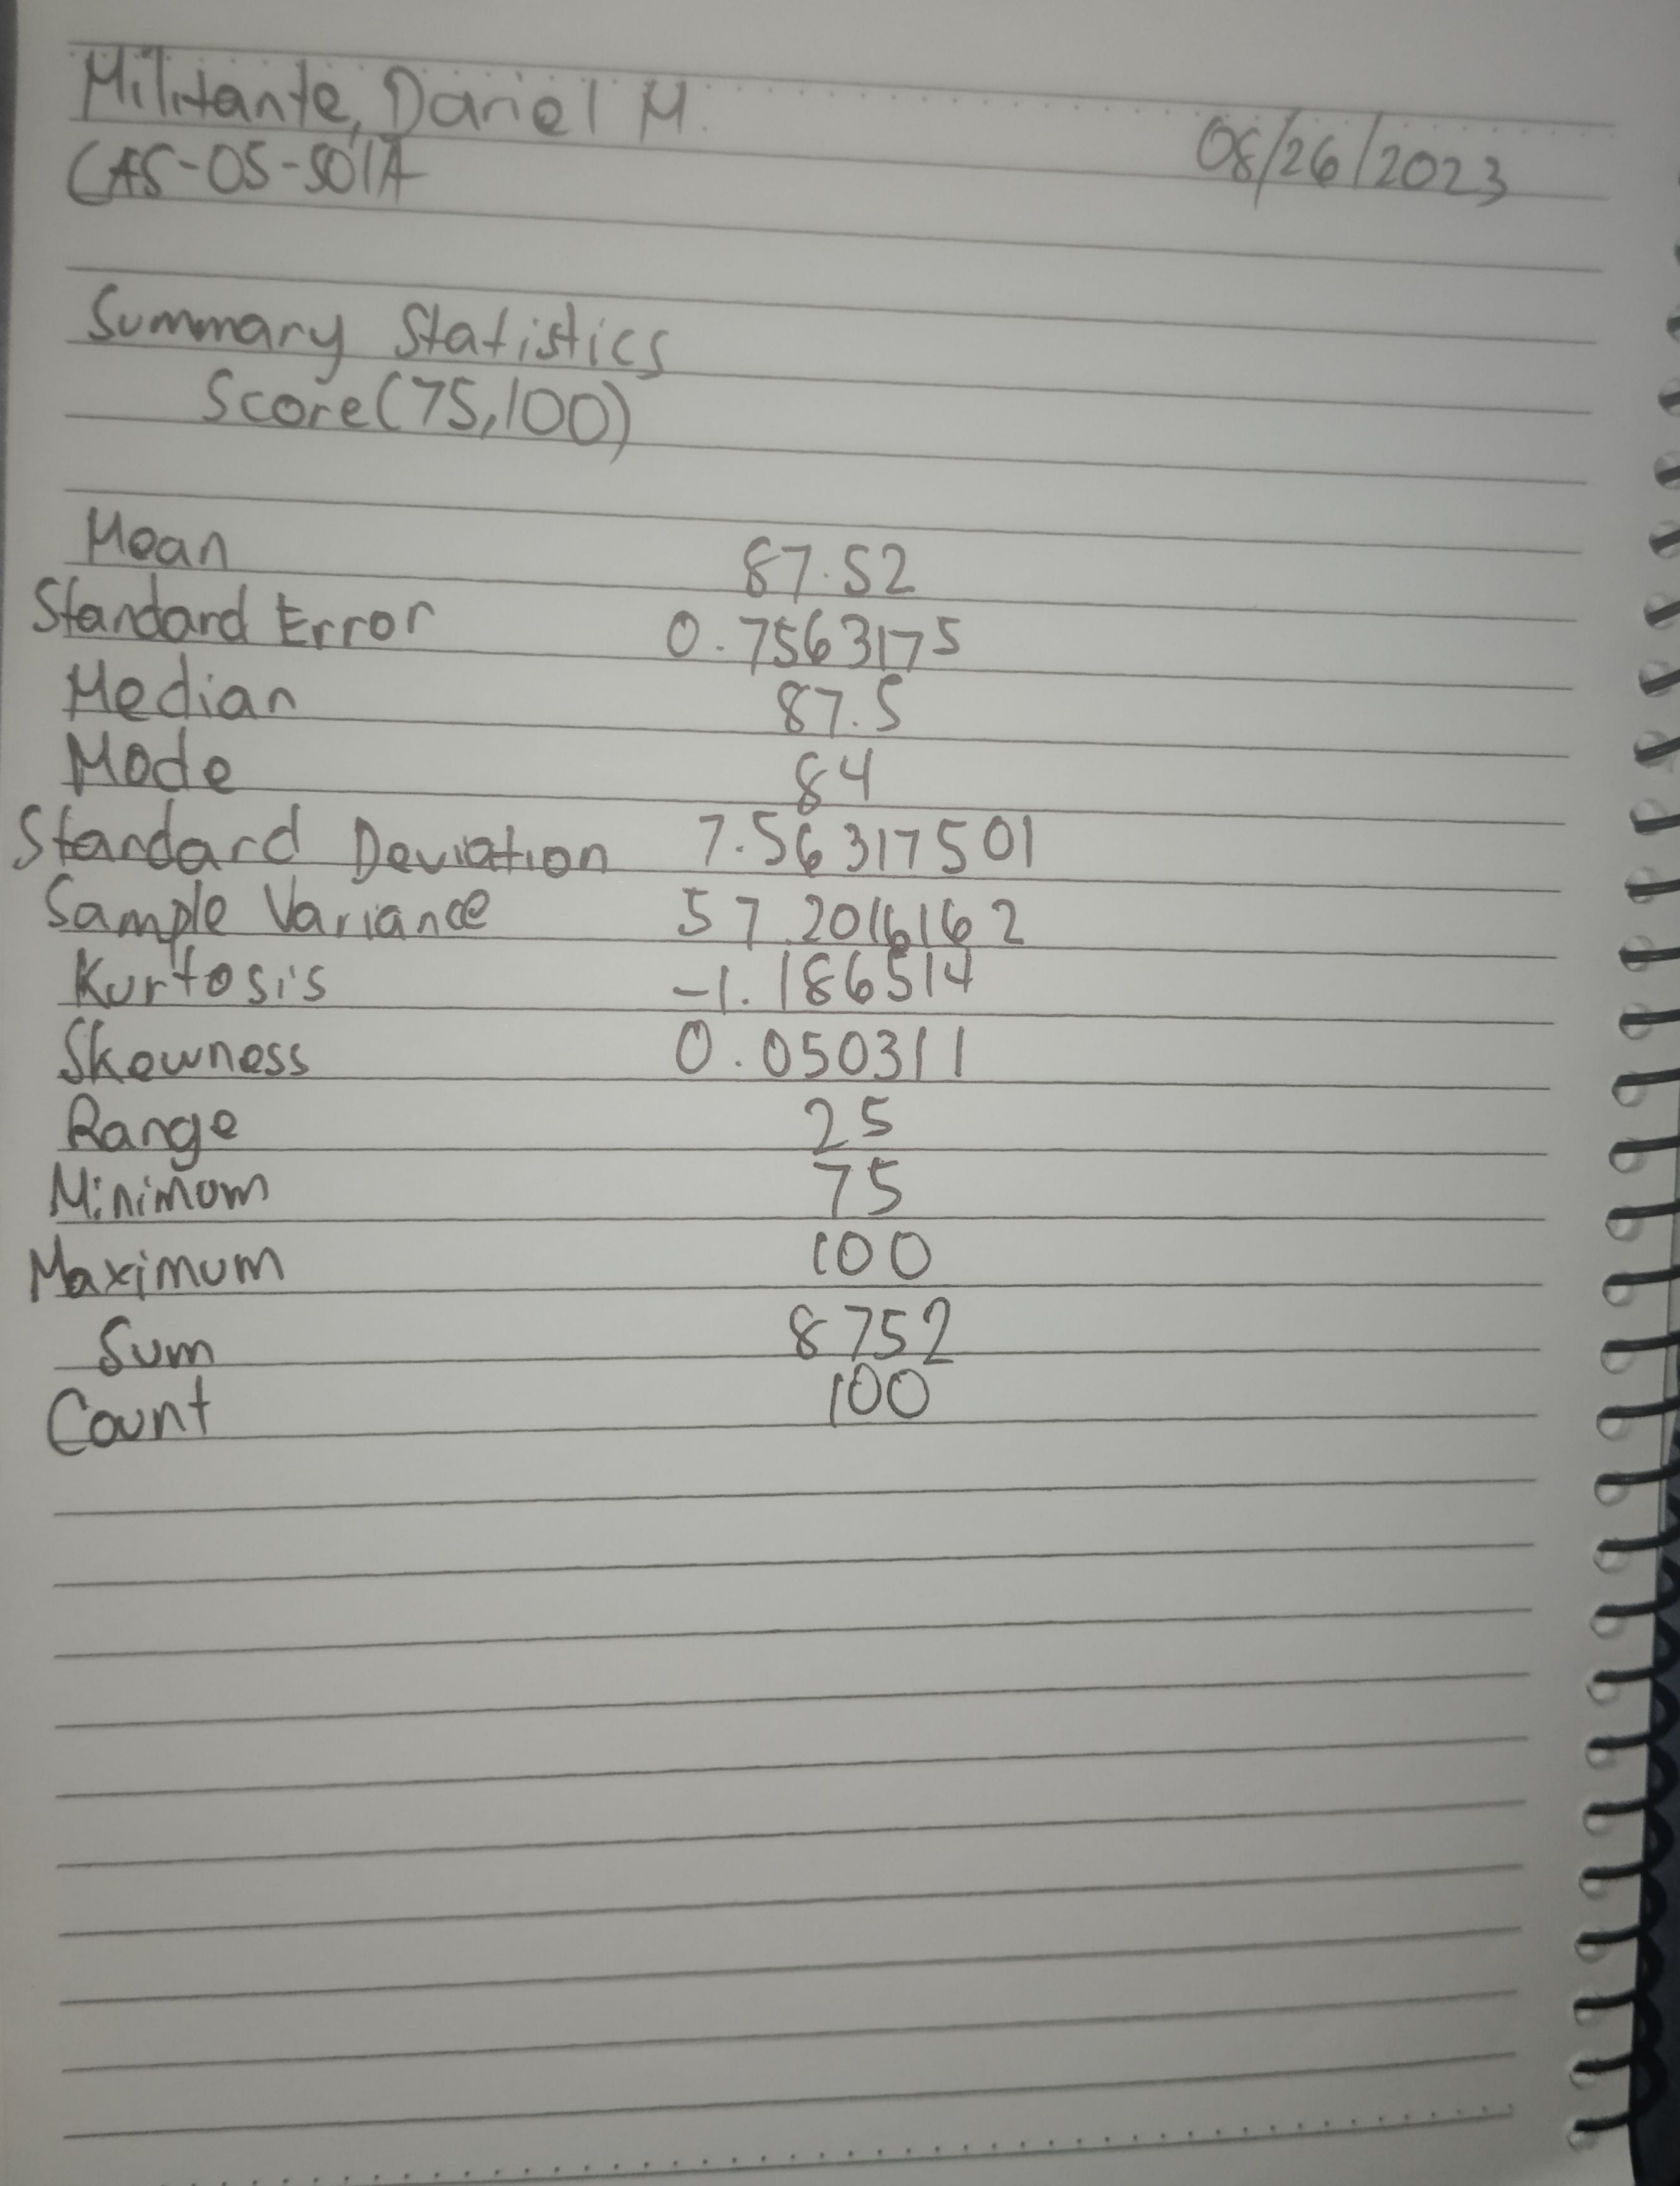 Militante, Dariel M.
08/26/2023
CAS-05-501A
Summary Statistics
Score(75,100)
Mean 87.52
Standard Error 0.7563175
Median 87.5
Mode 84
Standard Deviation 7.56317501
Sample Variance 57.2016162
Kurtosis -1.186514
Skewness 0.050311
Range 25
Minimum 75
Maximum 100
Sum 8752
Count 100